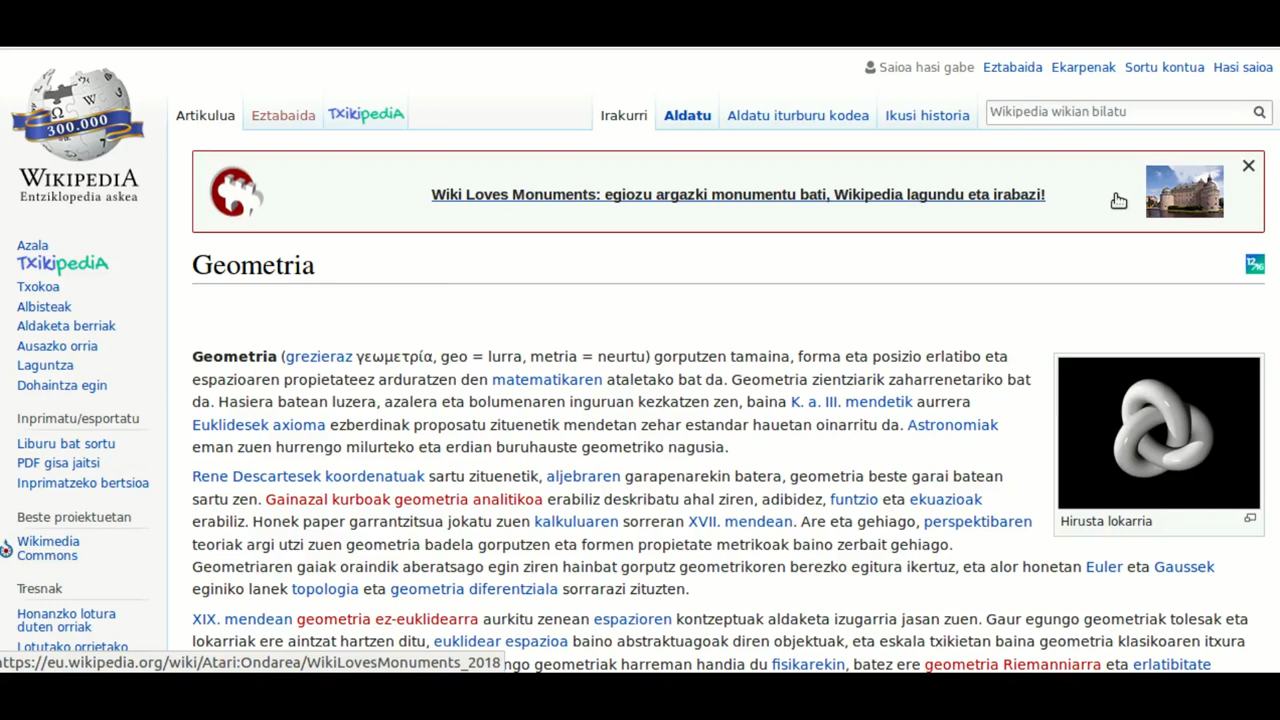 Saioa hasi gabe Eztabaida Ekarpenak Sortu kontua Hasi saioa
Artikulua Eztabaida TXikipediA Irakurri Aldatu Aldatu iturburu kodea Ikusi historia Wikipedia wikian bilatu
300.000
WIKIPEDIA
Entziklopedia askea
Wiki Loves Monuments: egiozu argazki monumentu bati, Wikipedia lagundu eta irabazi!
Azala
TXikipediA
Txokoa
Albisteak
Aldaketa berriak
Ausazko orria
Laguntza
Dohaintza egin
Inprimatu/esportatu
Liburu bat sortu
PDF gisa jaitsi
Inprimatzeko bertsioa
Beste proiektuetan
Wikimedia
Commons
Tresnak
Honanzko lotura
duten orriak
Lotutako orrietako
Geometria
12/16
Geometria (grezieraz γεωμετρία, geo = lurra, metria = neurtu) gorputzen tamaina, forma eta posizio erlatibo eta
espazioaren propietateez arduratzen den matematikaren ataletako bat da. Geometria zientziarik zaharrenetariko bat
da. Hasiera batean luzera, azalera eta bolumenaren inguruan kezkatzen zen, baina K. a. III. mendetik aurrera
Euklidesek axioma ezberdinak proposatu zituenetik mendetan zehar estandar hauetan oinarritu da. Astronomiak
eman zuen hurrengo milurteko eta erdian buruhauste geometriko nagusia.
Rene Descartesek koordenatuak sartu zituenetik, aljebraren garapenarekin batera, geometria beste garai batean
sartu zen. Gainazal kurboak geometria analitikoa erabiliz deskribatu ahal ziren, adibidez, funtzio eta ekuazioak
erabiliz. Honek paper garrantzitsua jokatu zuen kalkuluaren sorreran XVII. mendean. Are eta gehiago, perspektibaren
teoriak argi utzi zuen geometria badela gorputzen eta formen propietate metrikoak baino zerbait gehiago.
Geometriaren gaiak oraindik aberatsago egin ziren hainbat gorputz geometrikoren berezko egitura ikertuz, eta alor honetan Euler eta Gaussek
eginiko lanek topologia eta geometria diferentziala sorrarazi zituzten.
Hirusta lokarria
XIX. mendean geometria ez-euklidearra aurkitu zenean espazioren kontzeptuak aldaketa izugarria jasan zuen. Gaur egungo geometriak tolesak eta
lokarriak ere aintzat hartzen ditu, euklidear espazioa baino abstraktuagoak diren objektuak, eta eskala txikietan baina geometria klasikoaren itxura
ngo geometriak harreman handia du fisikarekin, batez ere geometria Riemanniarra eta erlatibitate
https://eu.wikipedia.org/wiki/Atari:Ondarea/WikiLovesMonuments_2018